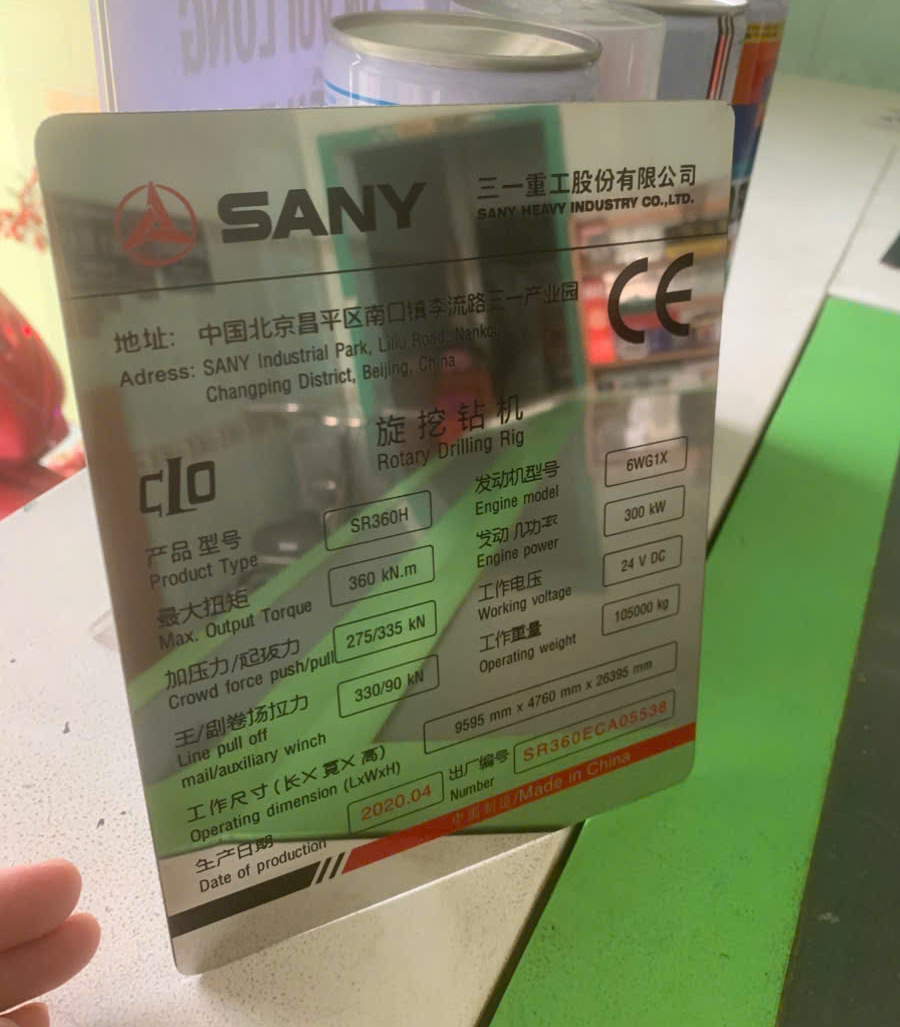 SANY
三一重工股份有限公司
SANY HEAVY INDUSTRY CO.,LTD.
地址: 中国北京昌平区南口镇李流路三一产业园
Adress: SANY Industrial Park, Liliu Road, Nankou
Changping District, Beijing, China
CE
旋挖钻机
Rotary Drilling Rig
产品型号
Product Type
SR360H
最大扭矩
Max. Output Torque
360 kN.m
加压力/起拔力
Crowd force push/pull
275/335 kN
主/副卷扬拉力
Line pull off
mail/auxiliary winch
330/90 kN
发动机型号
Engine model
6WG1X
发动机功率
Engine power
300 kW
工作电压
Working voltage
24 V DC
工作重量
Operating weight
105000 kg
工作尺寸(长X宽X高)
Operating dimension (LxWxH)
9595 mm x 4760 mm x 26395 mm
生产日期
Date of production
2020.04
出厂编号
Number
SR360ECA05538
中国制造/Made in China